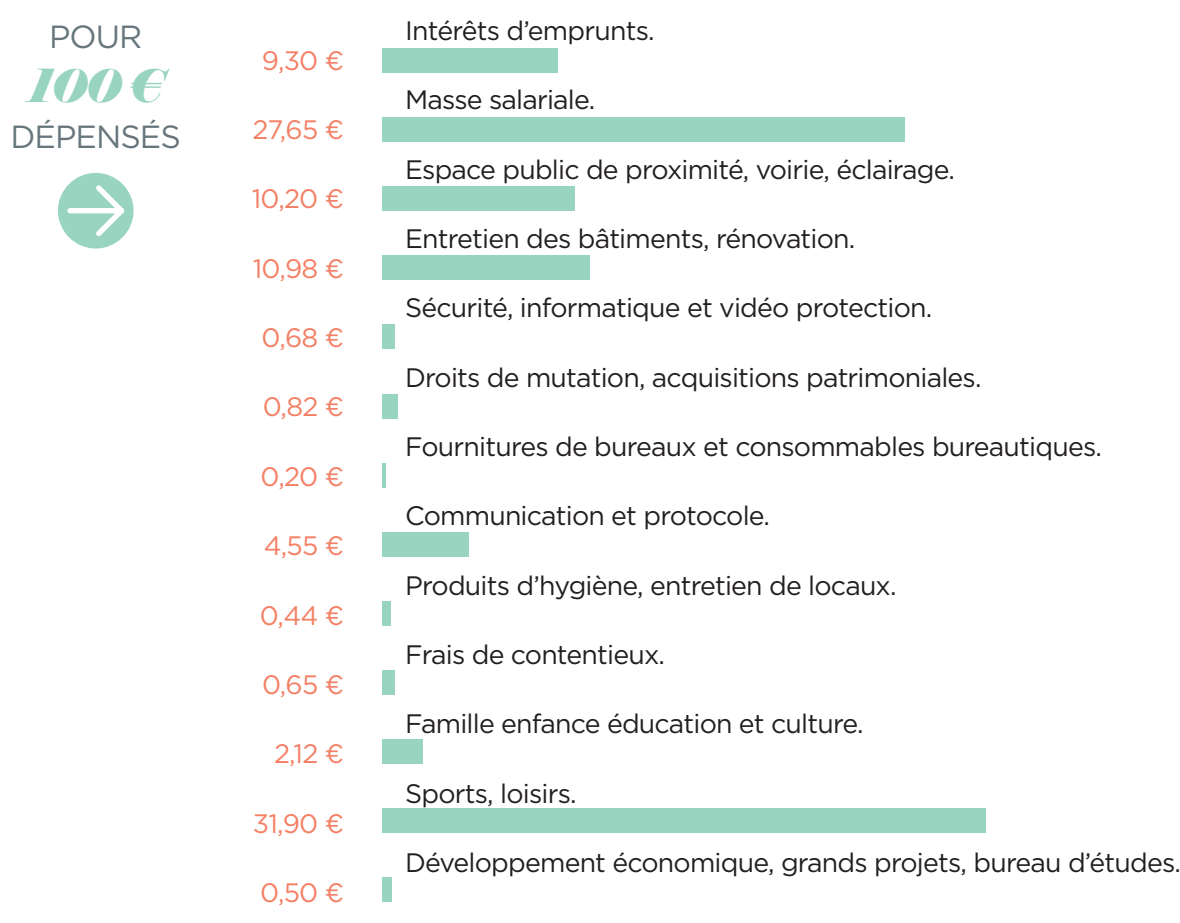 POUR
100 €
DÉPENSÉS
Intérêts d’emprunts.
9,30 €
Masse salariale.
27,65 €
Espace public de proximité, voirie, éclairage.
10,20 €
Entretien des bâtiments, rénovation.
10,98 €
Sécurité, informatique et vidéo protection.
0,68 €
Droits de mutation, acquisitions patrimoniales.
0,82 €
Fournitures de bureaux et consommables bureautiques.
0,20 €
Communication et protocole.
4,55 €
Produits d’hygiène, entretien de locaux.
0,44 €
Frais de contentieux.
0,65 €
Famille enfance éducation et culture.
2,12 €
Sports, loisirs.
31,90 €
Développement économique, grands projets, bureau d’études.
0,50 €